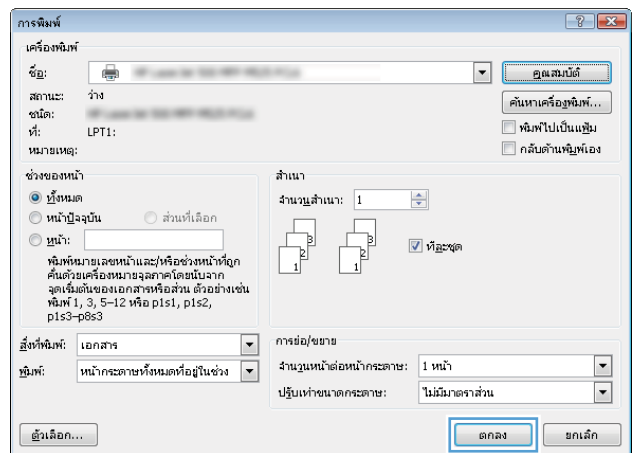 การพิมพ์
เครื่องพิมพ์
ชื่อ:
คุณสมบัติ
สถานะ: ว่าง
ค้นหาเครื่องพิมพ์...
ชนิด:
ที่: LPT1:
พิมพ์ไปเป็นแฟ้ม
หมายเหตุ:
กลับด้านพิมพ์เอง
ช่วงของหน้า
ทั้งหมด
หน้าปัจจุบัน ส่วนที่เลือก
หน้า:
พิมพ์หมายเลขหน้าและ/หรือช่วงหน้าที่ถูก
คั่นด้วยเครื่องหมายจุลภาคโดยนับจาก
จุดเริ่มต้นของเอกสารหรือส่วน ตัวอย่างเช่น
พิมพ์ 1, 3, 5–12 หรือ p1s1, p1s2,
p1s3–p8s3
สำเนา
จำนวนสำเนา: 1
1 2 3 1 2 3
ทีละชุด
สิ่งที่พิมพ์: เอกสาร
พิมพ์: หน้ากระดาษทั้งหมดที่อยู่ในช่วง
การย่อ/ขยาย
จำนวนหน้าต่อหน้ากระดาษ: 1 หน้า
ปรับเท่าขนาดกระดาษ: ไม่มีมาตราส่วน
ตัวเลือก...
ตกลง
ยกเลิก